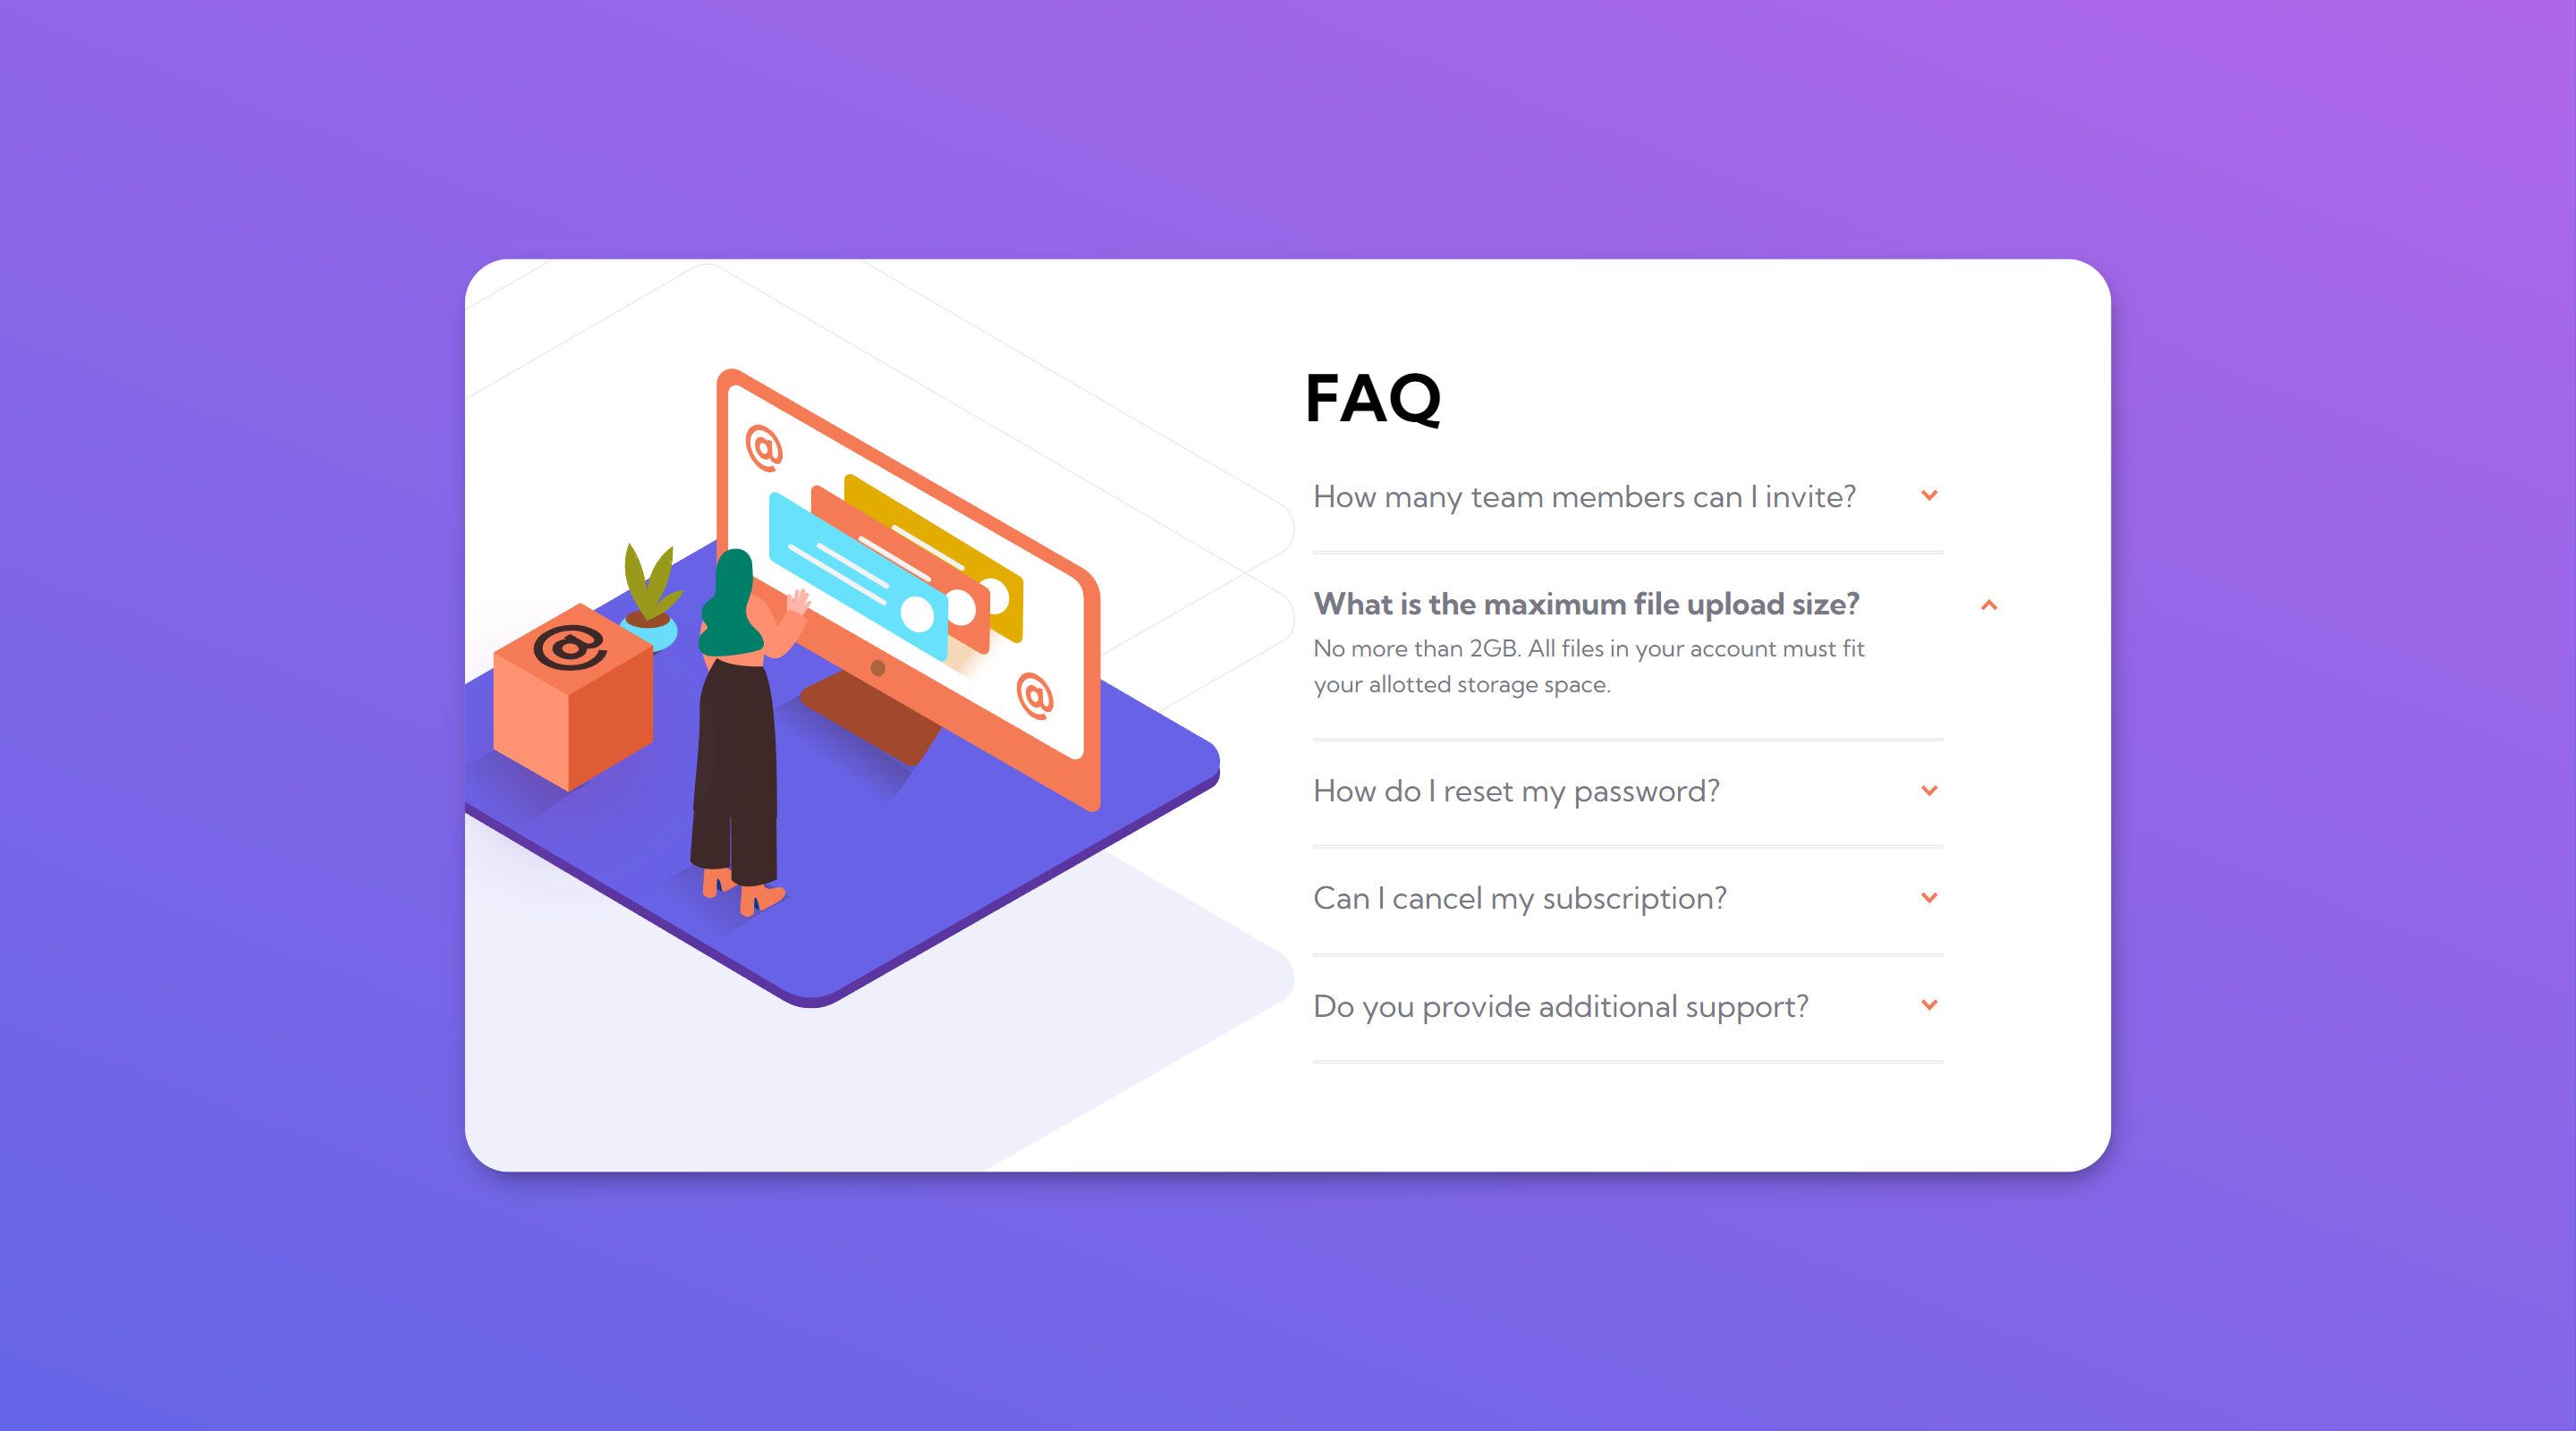 @
@
@
FAQ
How many team members can I invite?
What is the maximum file upload size?
No more than 2GB. All files in your account must fit
your allotted storage space.
How do I reset my password?
Can I cancel my subscription?
Do you provide additional support?